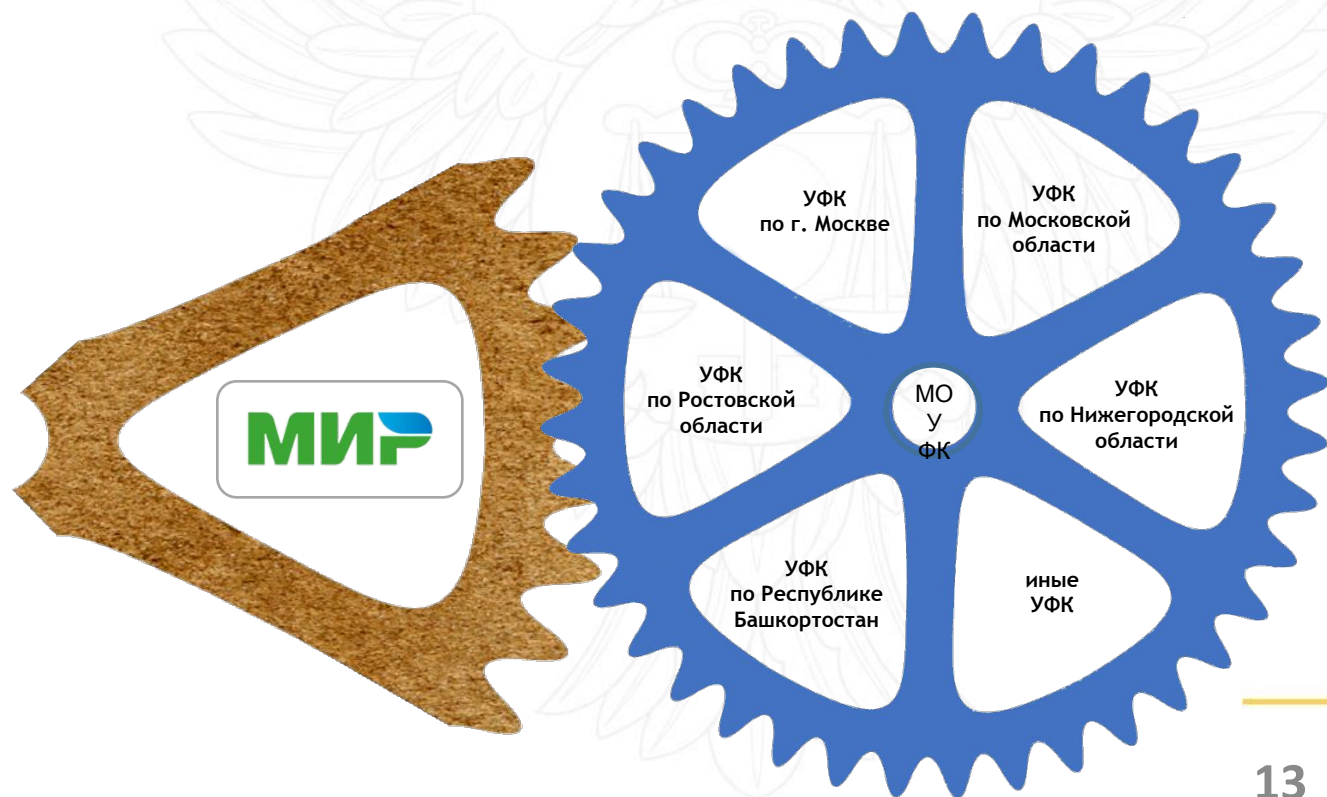 УФК
по г. Москве
УФК
по Московской
области
УФК
по Ростовской
области
МО
У
ФК
УФК
по Нижегородской
области
МИР
УФК
по Республике
Башкортостан
иные
УФК
13